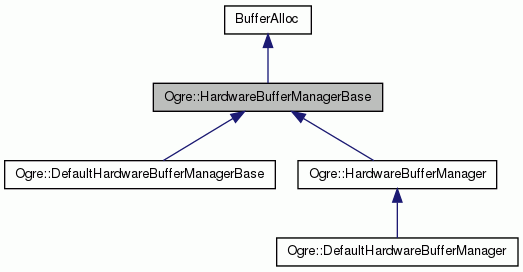 BufferAlloc
Ogre::HardwareBufferManagerBase
Ogre::DefaultHardwareBufferManagerBase
Ogre::HardwareBufferManager
Ogre::DefaultHardwareBufferManager